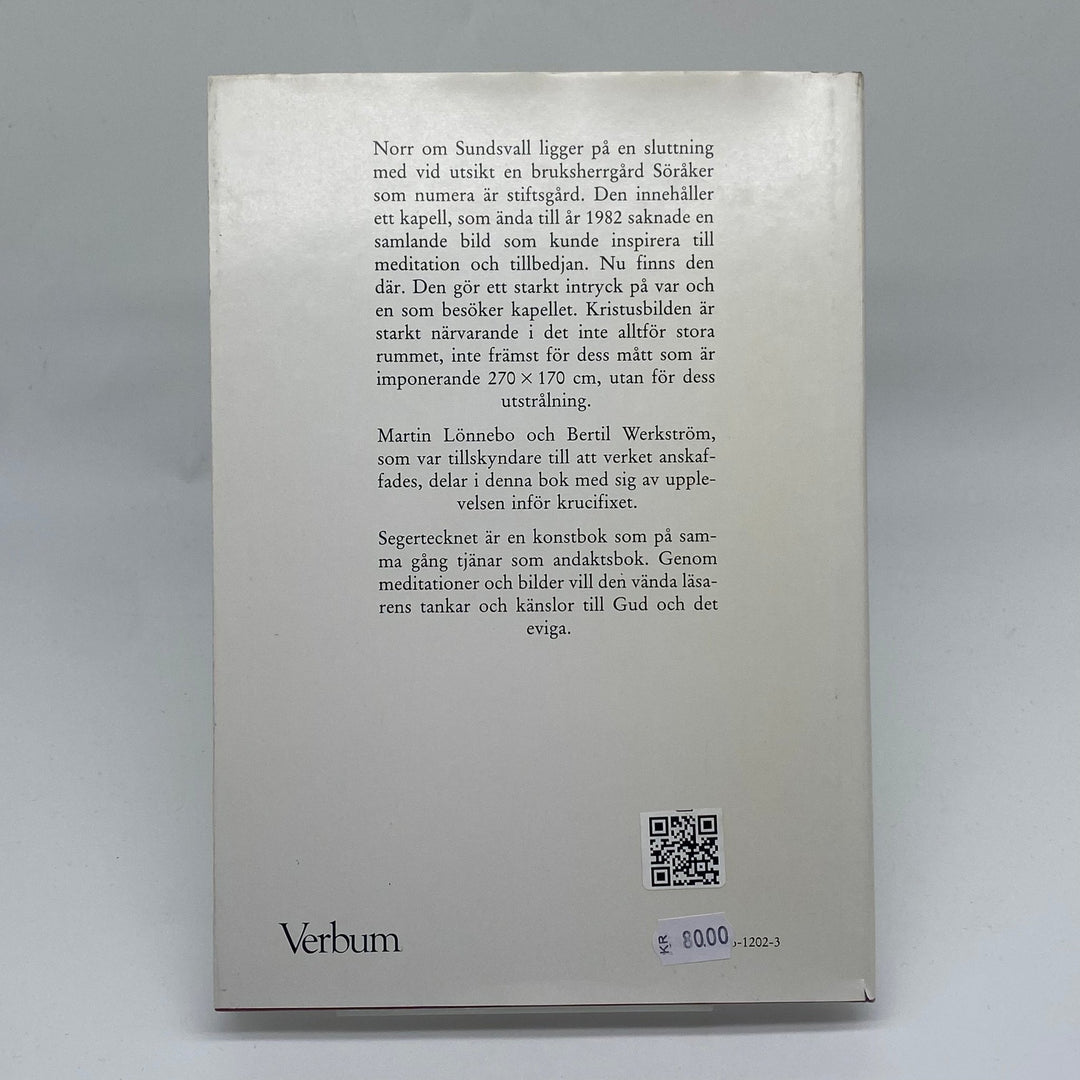 Norr om Sundsvall ligger på en sluttning
med vid utsikt en bruksherrgård Söråker
som numera är stiftsgård. Den innehåller
ett kapell, som ända till år 1982 saknade en
samlande bild som kunde inspirera till
meditation och tillbedjan. Nu finns den
där. Den gör ett starkt intryck på var och
en som besöker kapellet. Kristusbilden är
starkt närvarande i det inte alltför stora
rummet, inte främst för dess mått som är
imponerande 270 × 170 cm, utan för dess
utstrålning.
Martin Lönnebo och Bertil Werkström,
som var tillskyndare till att verket anskaf-
fades, delar i denna bok med sig av upple-
velsen inför krucifixet.
Segertecknet är en konstbok som på sam-
ma gång tjänar som andaktsbok. Genom
meditationer och bilder vill den vända läsa-
rens tankar och känslor till Gud och det
eviga.
Verbum
KR 80.00
-1202-3